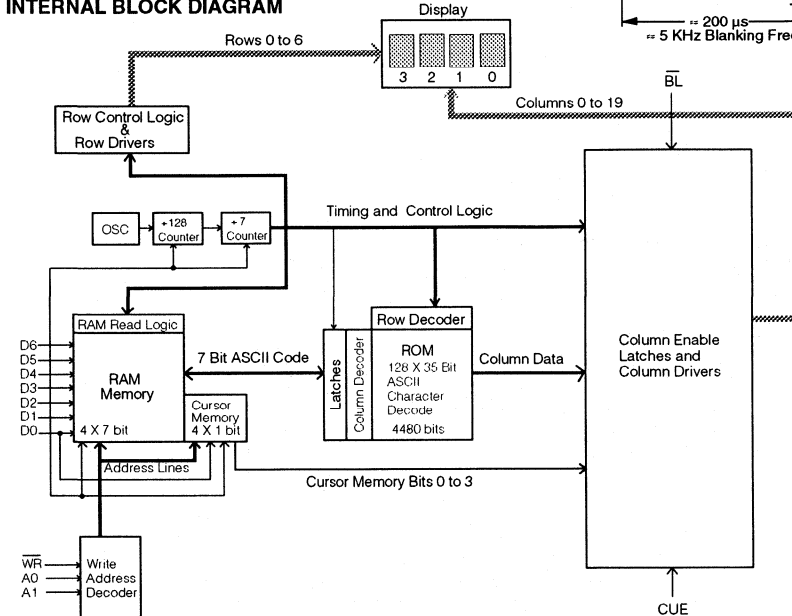 INTERNAL BLOCK DIAGRAM
Display
≈ 200 µs
≈ 5 KHz Blanking Fre
Rows 0 to 6
3 2 1 0
BL
Columns 0 to 19
Row Control Logic
&
Row Drivers
Timing and Control Logic
OSC
÷128
Counter
÷7
Counter
RAM Read Logic
Row Decoder
D6
D5
D4
D3
D2
D1
D0
RAM
Memory
4 X 7 bit
7 Bit ASCII Code
Latches
Column Decoder
ROM
128 X 35 Bit
ASCII
Character
Decode
4480 bits
Column Data
Column Enable
Latches and
Column Drivers
Cursor
Memory
4 X 1 bit
Address Lines
Cursor Memory Bits 0 to 3
WR
A0
A1
Write
Address
Decoder
CUE